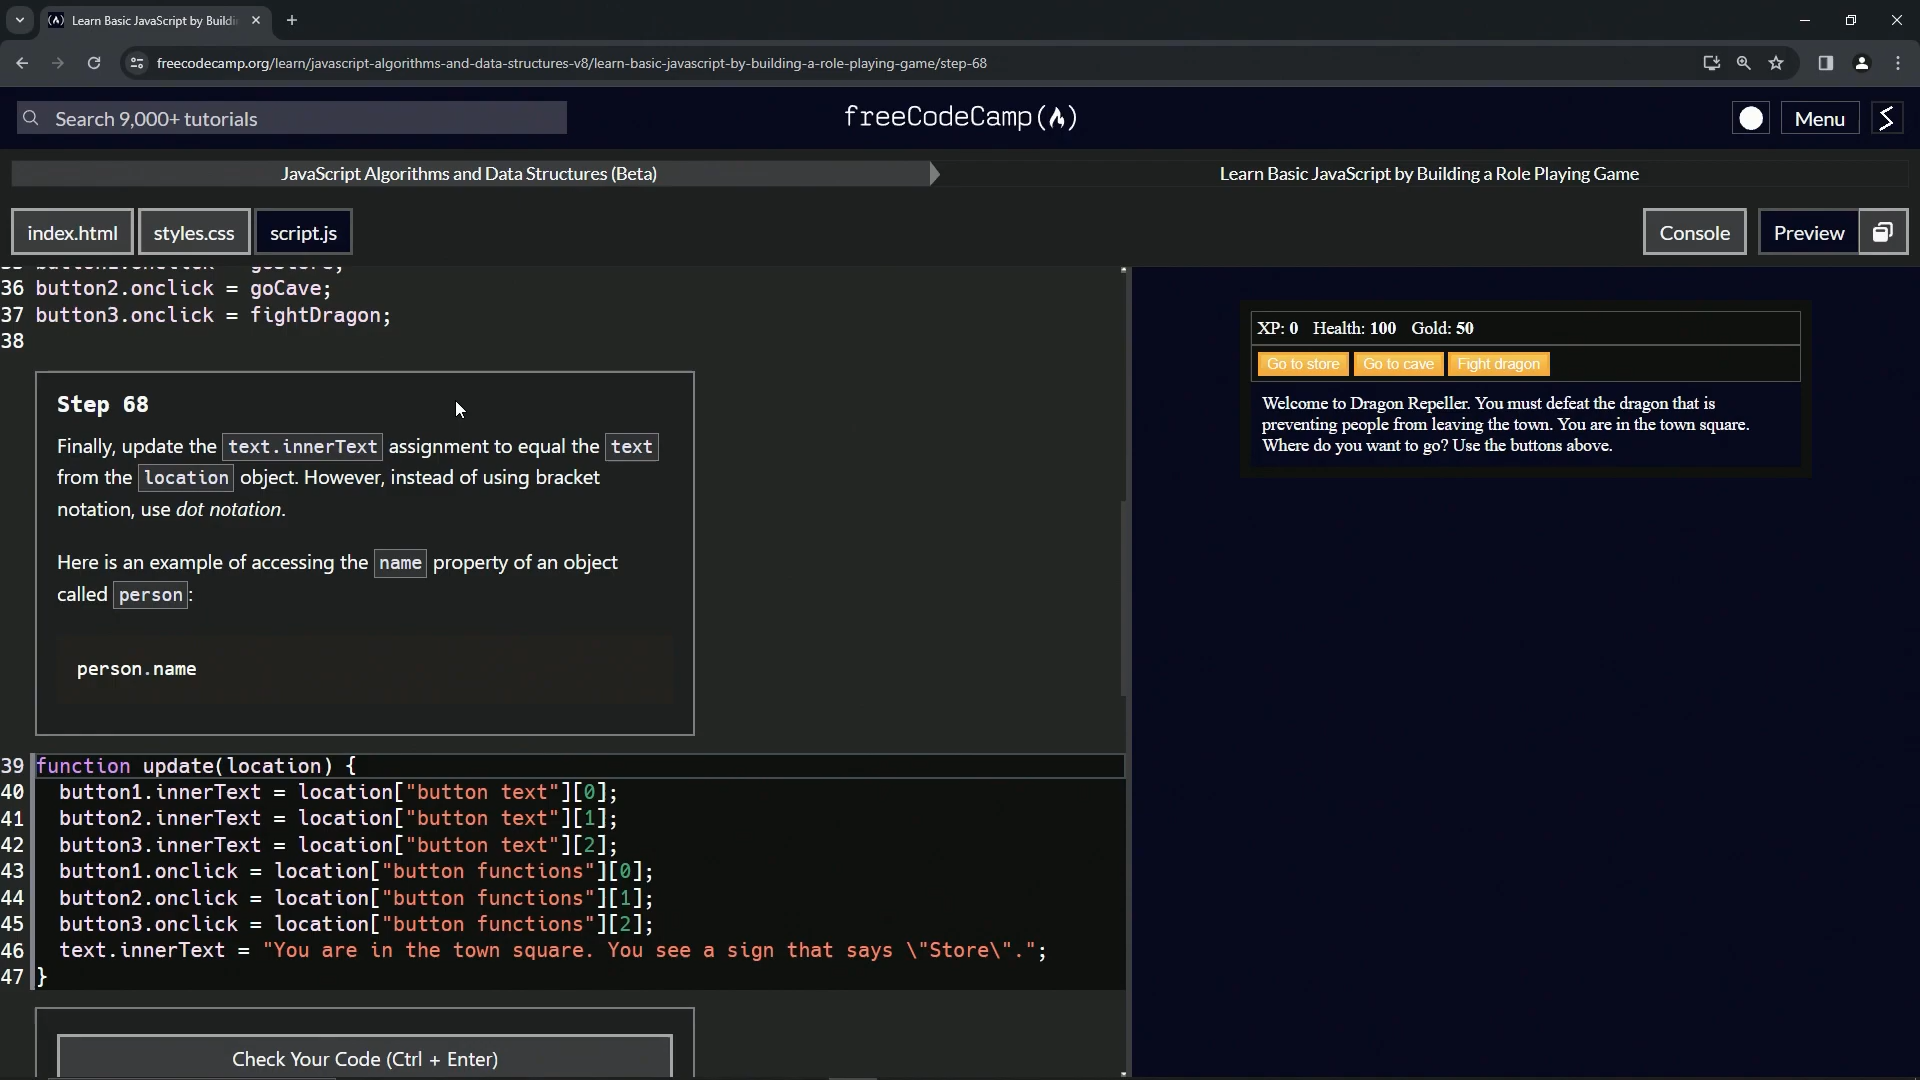 Learn Basic JavaScript by Buildi
freecodecamp.org/learn/javascript-algorithms-and-data-structures-v8/learn-basic-javascript-by-building-a-role-playing-game/step-68
Search 9,000+ tutorials
freeCodeCamp(🔥)
Menu
JavaScript Algorithms and Data Structures (Beta)
Learn Basic JavaScript by Building a Role Playing Game
index.html
styles.css
script.js
Console
Preview
36 button2.onclick = goCave;
37 button3.onclick = fightDragon;
38
Step 68
Finally, update the text.innerText assignment to equal the text
from the location object. However, instead of using bracket
notation, use dot notation.
Here is an example of accessing the name property of an object
called person:
person.name
39 function update(location) {
40 button1.innerText = location["button text"][0];
41 button2.innerText = location["button text"][1];
42 button3.innerText = location["button text"][2];
43 button1.onclick = location["button functions"][0];
44 button2.onclick = location["button functions"][1];
45 button3.onclick = location["button functions"][2];
46 text.innerText = "You are in the town square. You see a sign that says \"Store\".";
47 }
Check Your Code (Ctrl + Enter)
XP: 0 Health: 100 Gold: 50
Go to store
Go to cave
Fight dragon
Welcome to Dragon Repeller. You must defeat the dragon that is
preventing people from leaving the town. You are in the town square.
Where do you want to go? Use the buttons above.